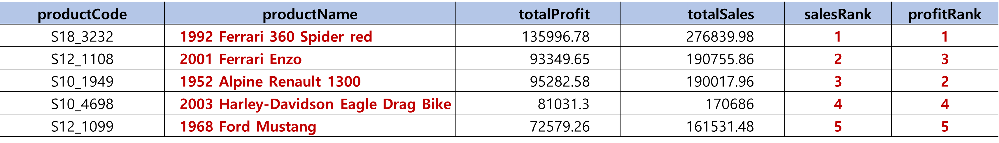 productCode productName totalProfit totalSales salesRank profitRank
S18_3232 1992 Ferrari 360 Spider red 135996.78 276839.98 1 1
S12_1108 2001 Ferrari Enzo 93349.65 190755.86 2 3
S10_1949 1952 Alpine Renault 1300 95282.58 190017.96 3 2
S10_4698 2003 Harley-Davidson Eagle Drag Bike 81031.3 170686 4 4
S12_1099 1968 Ford Mustang 72579.26 161531.48 5 5